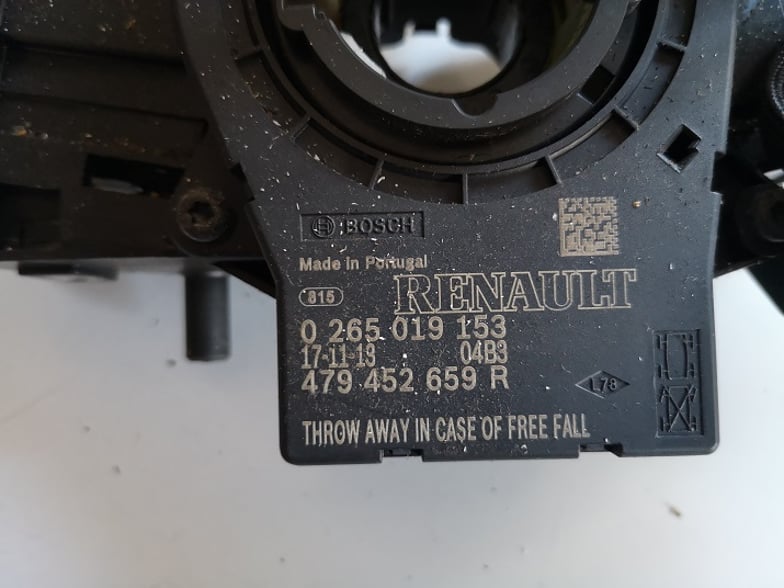 BOSCH
Made in Portugal
815 RENAULT
0 265 019 153
17-11-13 04B3
479 452 659 R
L78
THROW AWAY IN CASE OF FREE FALL